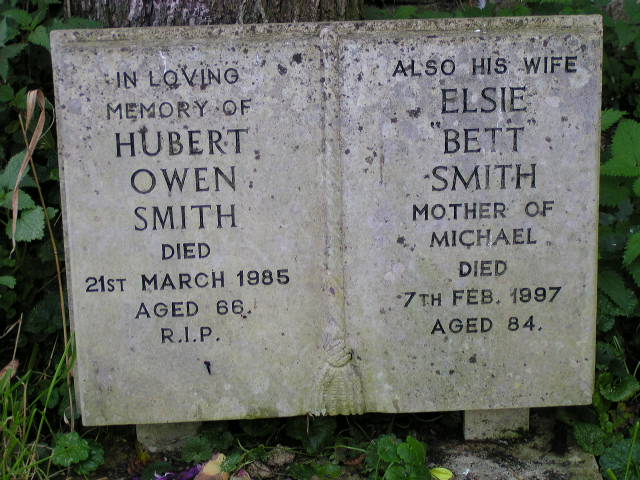 IN LOVING
MEMORY OF
HUBERT
OWEN
SMITH
DIED
21ST MARCH 1985
AGED 66.
R.I.P.
ALSO HIS WIFE
ELSIE
"BETT"
SMITH
MOTHER OF
MICHAEL
DIED
7TH FEB. 1997
AGED 84.